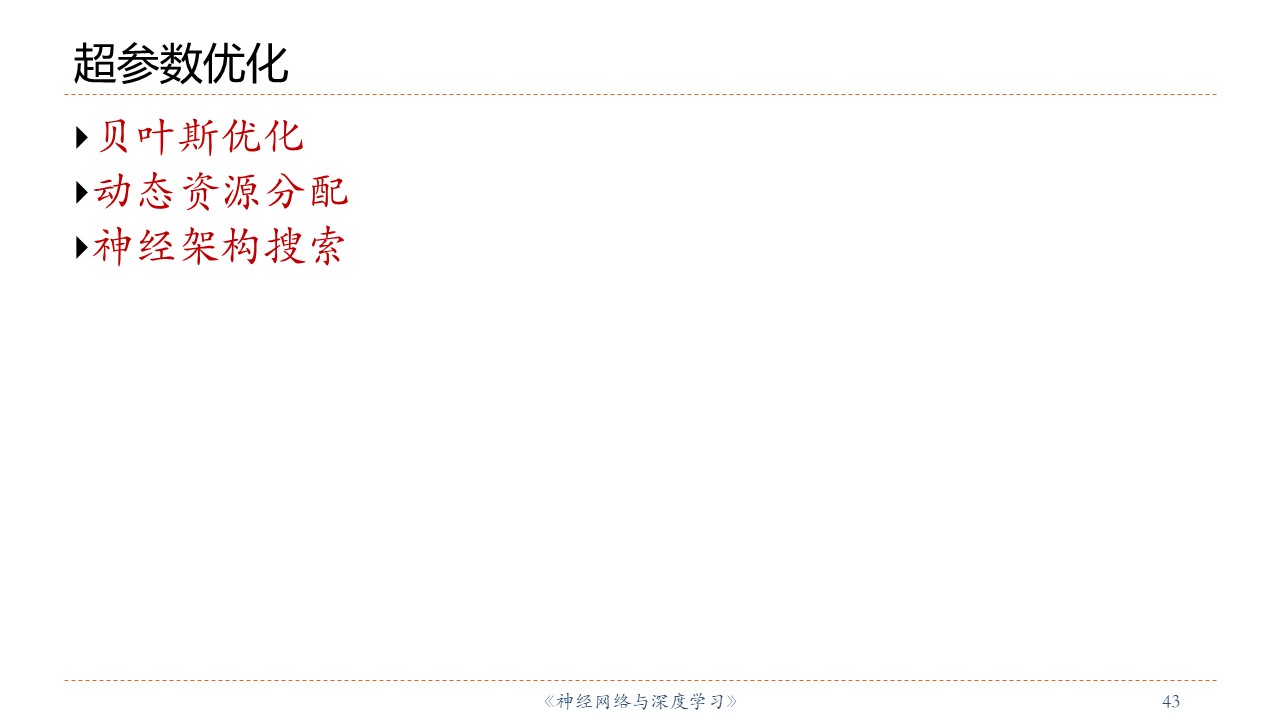 超参数优化
贝叶斯优化
动态资源分配
神经架构搜索
《神经网络与深度学习》
43